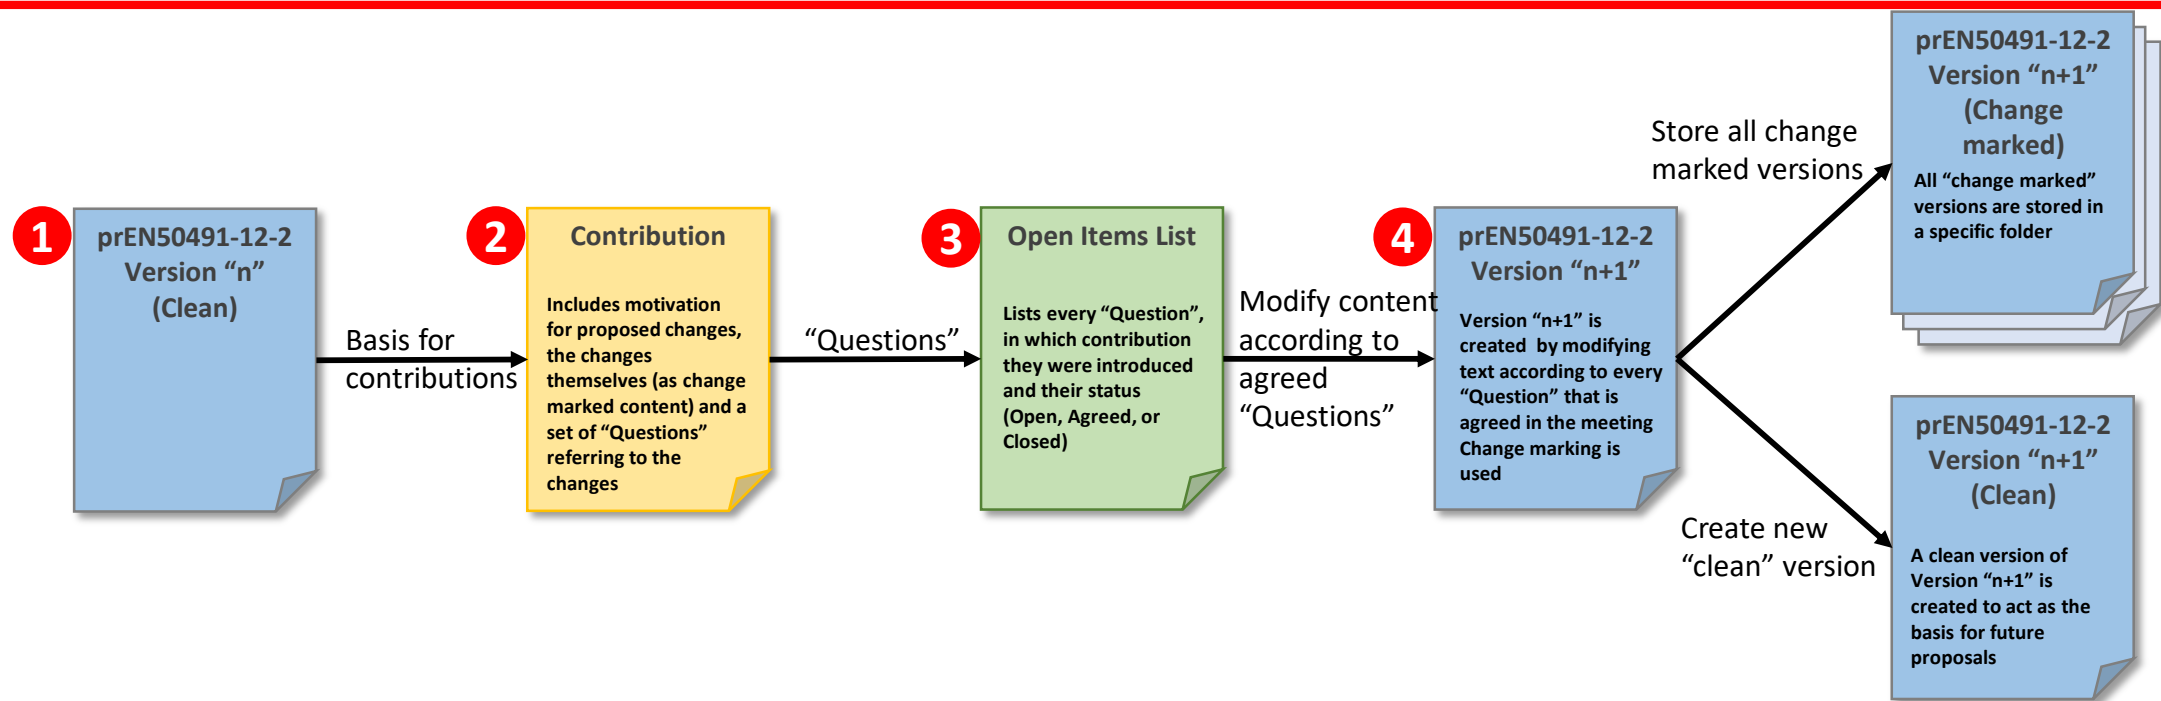 1
prEN50491-12-2
Version “n”
(Clean)
Basis for
contributions
2
Contribution
Includes motivation
for proposed changes,
the changes
themselves (as change
marked content) and a
set of “Questions”
referring to the
changes
“Questions”
3
Open Items List
Lists every “Question”,
in which contribution
they were introduced
and their status
(Open, Agreed, or
Closed)
Modify content
according to
agreed
“Questions”
4
prEN50491-12-2
Version “n+1”
Version “n+1” is
created  by modifying
text according to every
“Question” that is
agreed in the meeting
Change marking is
used
Store all change
marked versions
prEN50491-12-2
Version “n+1”
(Change
marked)
All “change marked”
versions are stored in
a specific folder
Create new
“clean” version
prEN50491-12-2
Version “n+1”
(Clean)
A clean version of
Version “n+1” is
created to act as the
basis for future
proposals